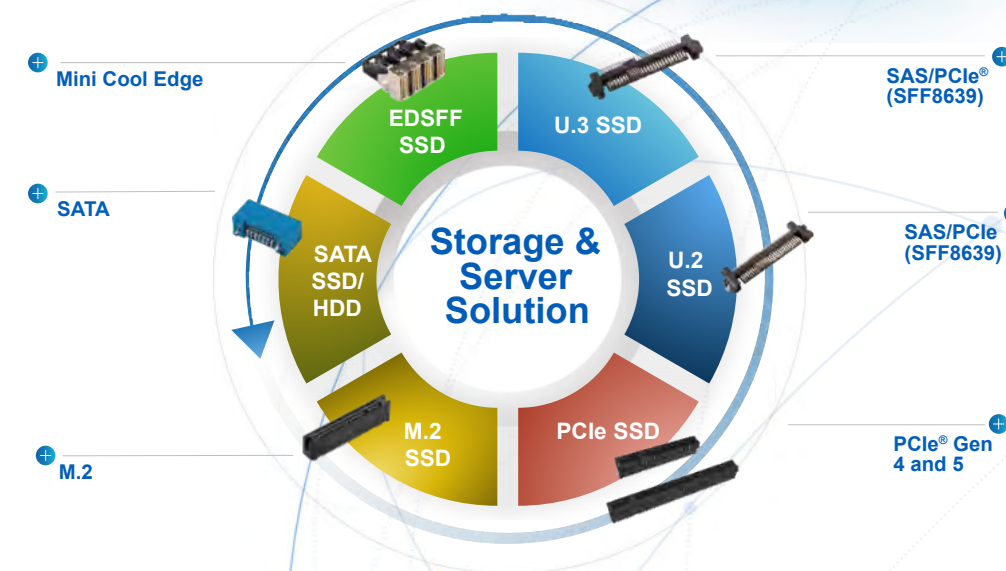 Mini Cool Edge
SATA
M.2
EDSFF
SSD
U.3 SSD
SATA
SSD/
HDD
Storage &
Server
Solution
U.2
SSD
M.2
SSD
PCIe SSD
SAS/PCIe®
(SFF8639)
SAS/PCIe
(SFF8639)
PCIe® Gen
4 and 5